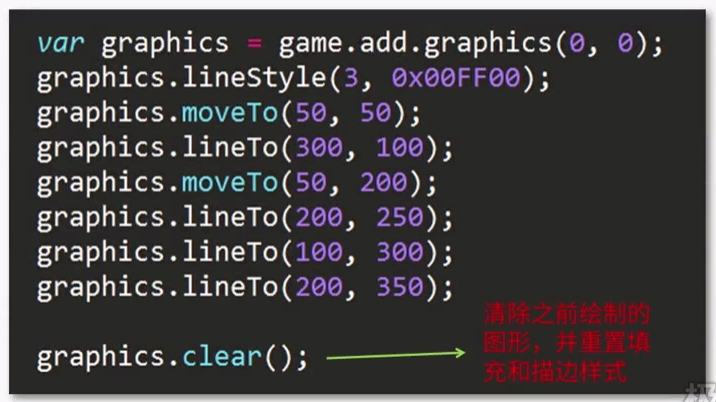 var graphics = game.add.graphics(0, 0);
graphics.lineStyle(3, 0x00FF00);
graphics.moveTo(50, 50);
graphics.lineTo(300, 100);
graphics.moveTo(50, 200);
graphics.lineTo(200, 250);
graphics.lineTo(100, 300);
graphics.lineTo(200, 350);
graphics.clear();
清除之前绘制的
图形，并重置填
充和描边样式